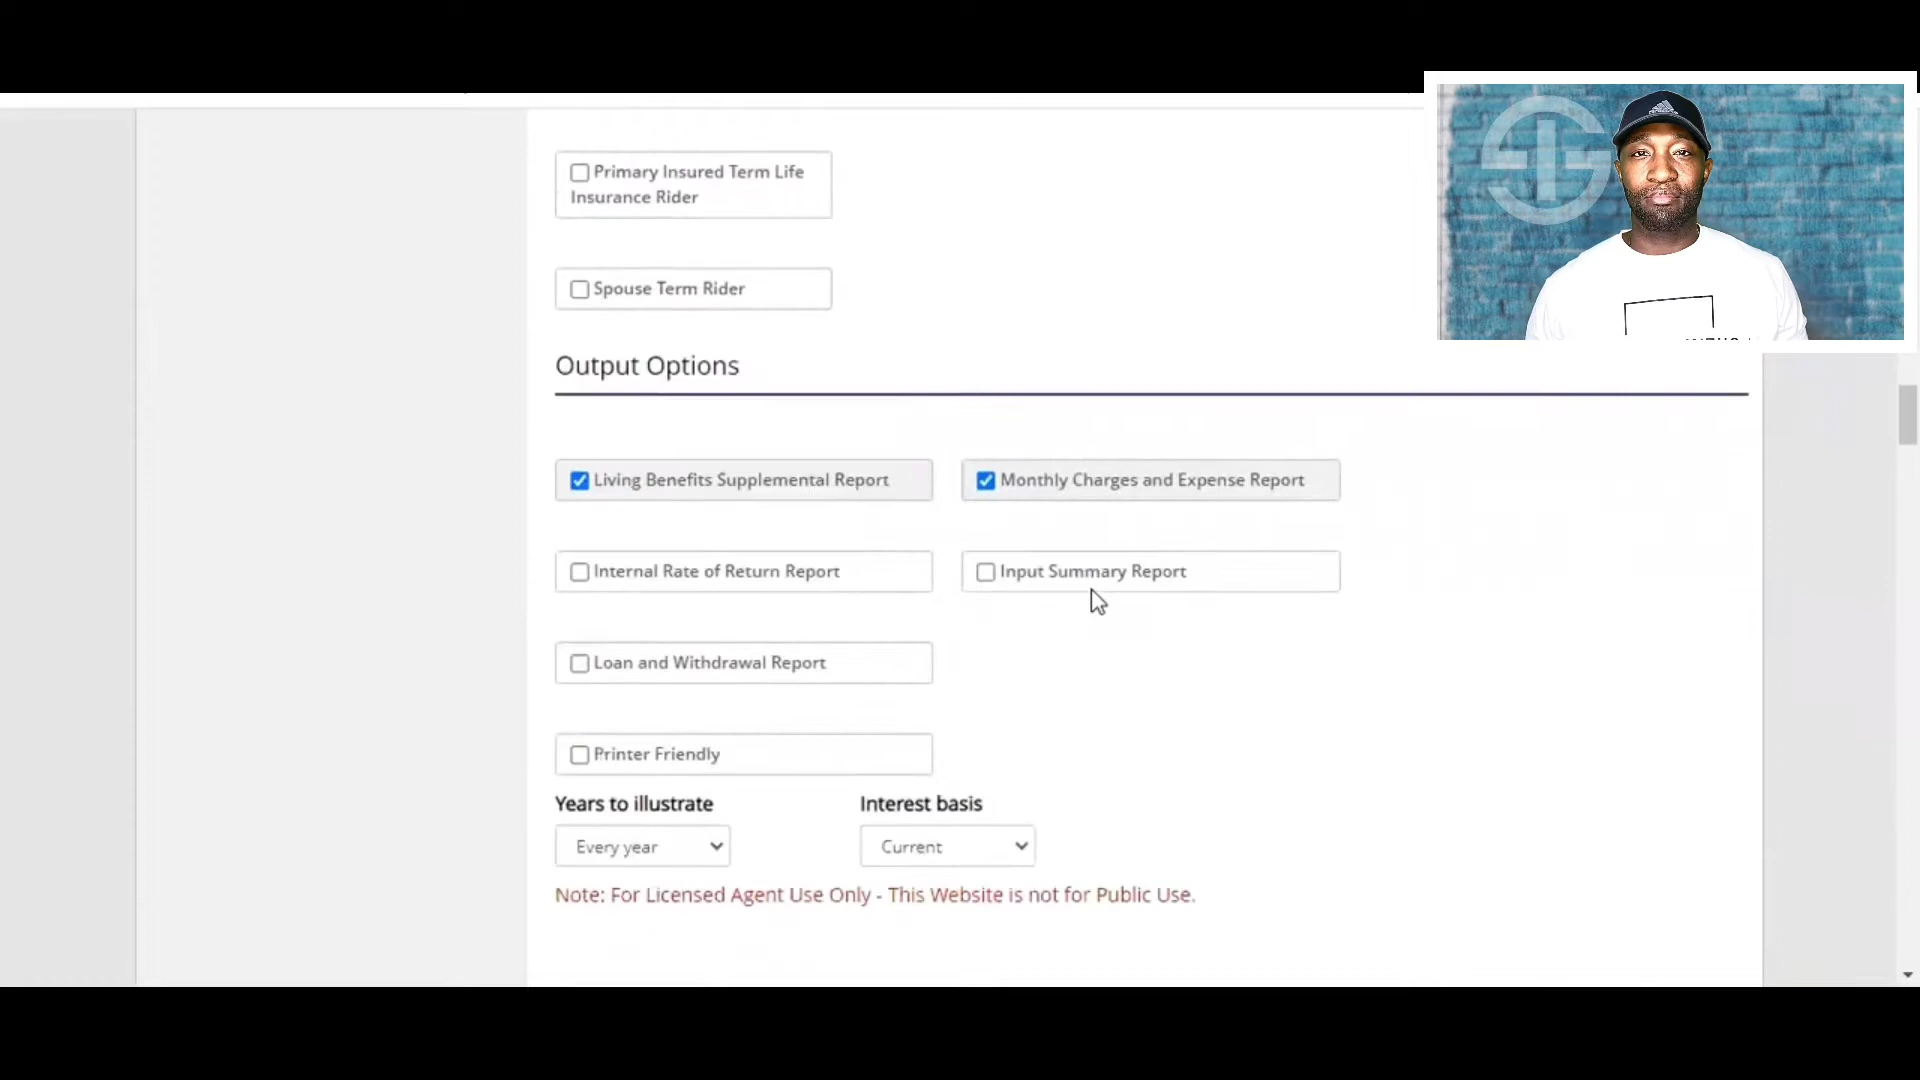 Primary Insured Term Life
Insurance Rider
Spouse Term Rider
Output Options
Living Benefits Supplemental Report
Monthly Charges and Expense Report
Internal Rate of Return Report
Input Summary Report
Loan and Withdrawal Report
Printer Friendly
Years to illustrate
Interest basis
Every year
Current
Note: For Licensed Agent Use Only - This Website is not for Public Use.